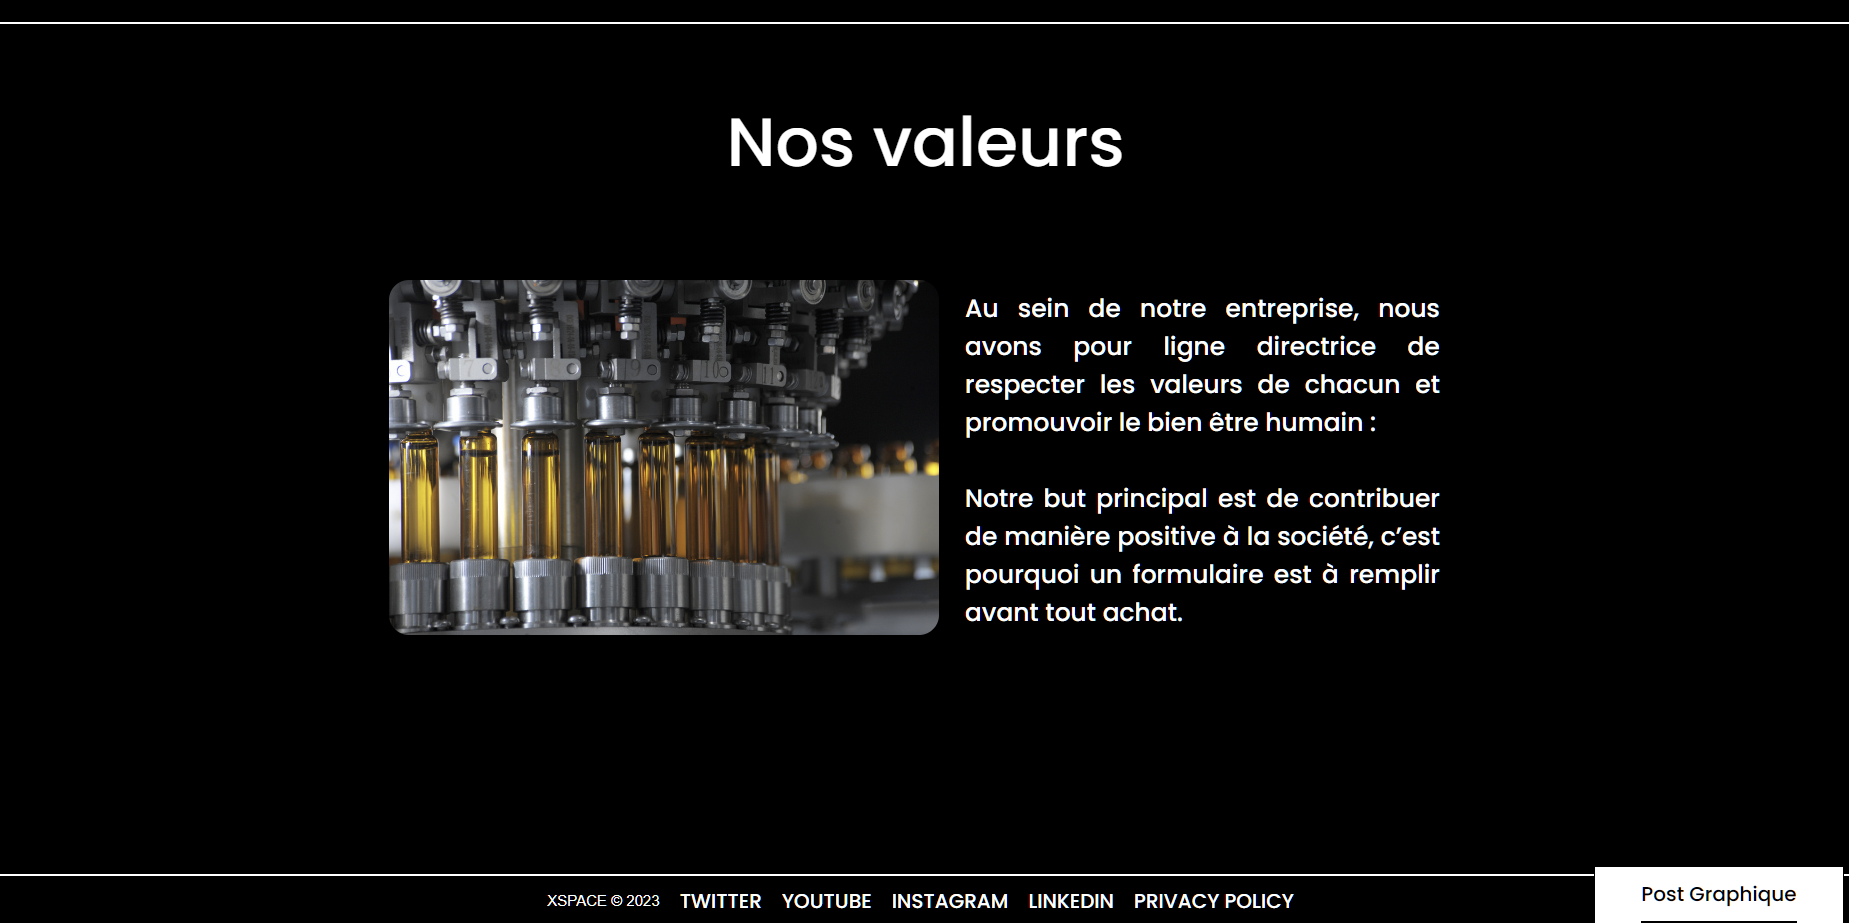 Nos valeurs
Au sein de notre entreprise, nous
avons pour ligne directrice de
respecter les valeurs de chacun et
promouvoir le bien être humain :
Notre but principal est de contribuer
de manière positive à la société, c’est
pourquoi un formulaire est à remplir
avant tout achat.
XSPACE © 2023 TWITTER YOUTUBE INSTAGRAM LINKEDIN PRIVACY POLICY
Post Graphique